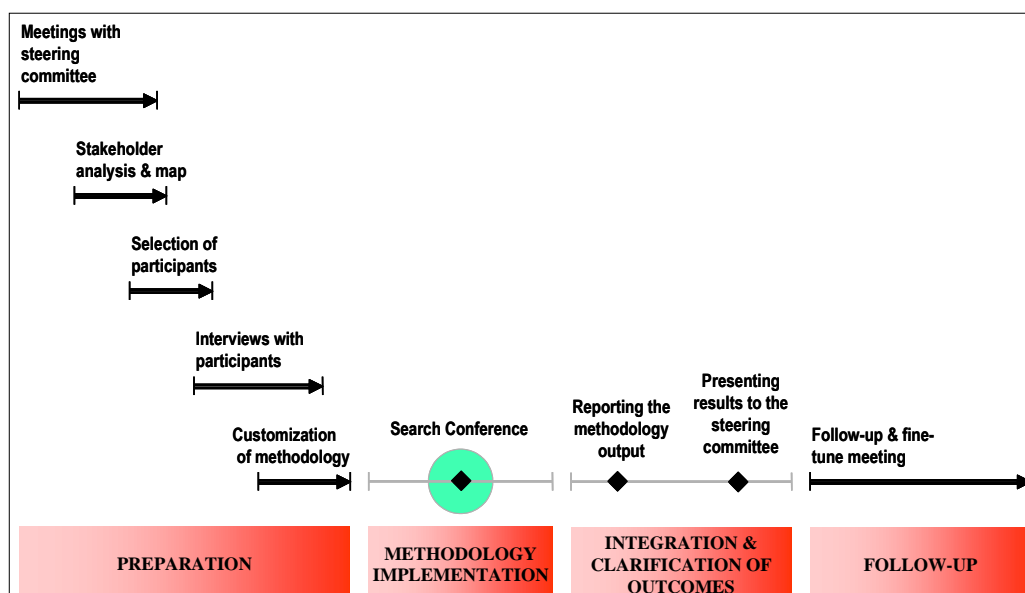 Meetings with
steering
committee
Stakeholder
analysis & map
Selection of
participants
Interviews with
participants
Customization
of methodology
Search Conference
Reporting the
methodology
output
Presenting
results to the
steering
committee
Follow-up & fine-
tune meeting
PREPARATION
METHODOLOGY
IMPLEMENTATION
INTEGRATION &
CLARIFICATION OF
OUTCOMES
FOLLOW-UP